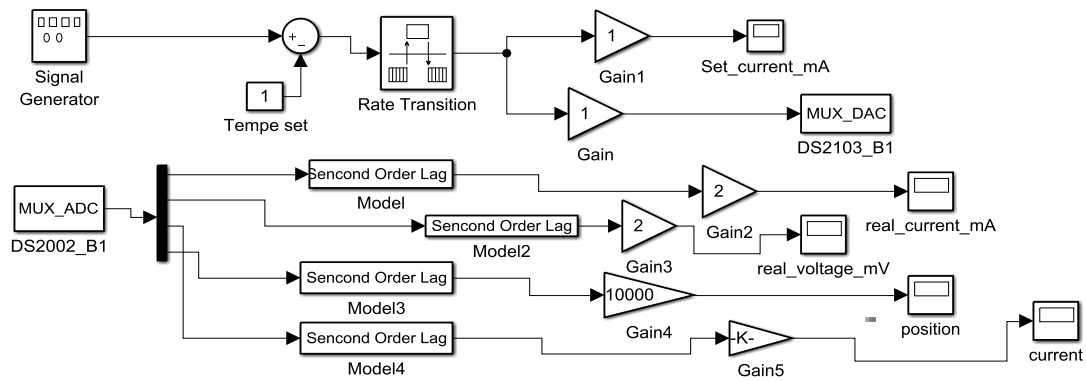 Signal
Generator
+
_
1
Tempe set
Rate Transition
1
Gain1
Set_current_mA
1
Gain
MUX_DAC
DS2103_B1
MUX_ADC
DS2002_B1
Sencond Order Lag
Model
2
Gain2
real_current_mA
Sencond Order Lag
Model2
2
Gain3
real_voltage_mV
Sencond Order Lag
Model3
10000
Gain4
position
Sencond Order Lag
Model4
-K-
Gain5
current